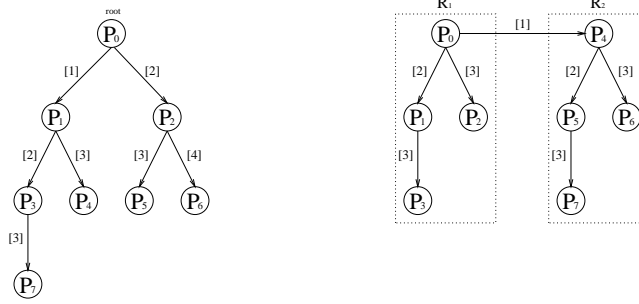 root
R₁ R₂
P₀ P₀ [1] P₄
[1] [2] [2] [3] [2] [3]
P₁ P₂ P₁ P₂ P₅ P₆
[2] [3] [3] [4] [3] [3]
P₃ P₄ P₅ P₆ P₃ P₇
[3]
P₇